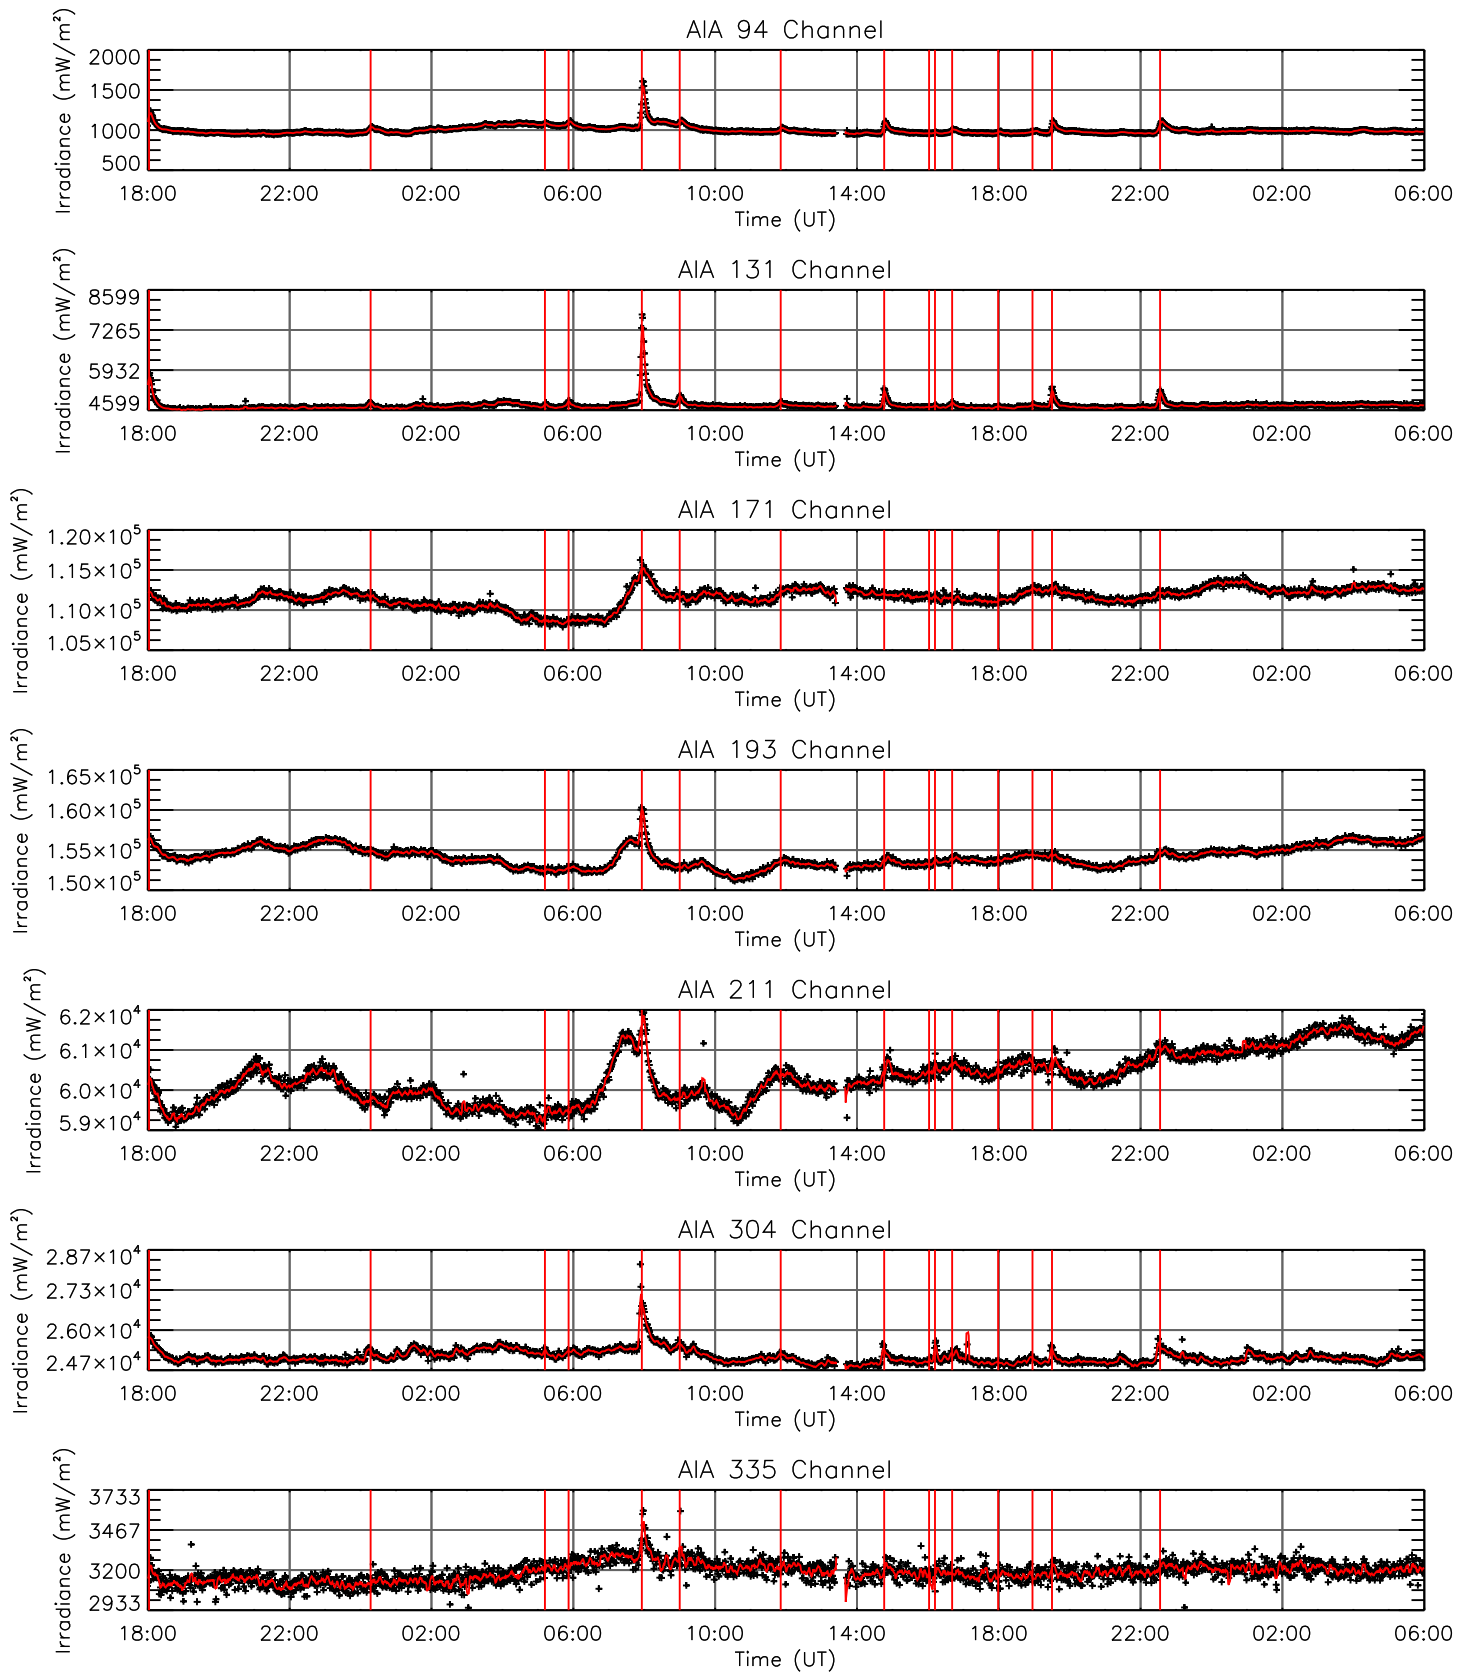 AIA 94 Channel
Irradiance (mW/m²)
2000
1500
1000
500
18:00 22:00 02:00 06:00 10:00 14:00 18:00 22:00 02:00 06:00
Time (UT)
AIA 131 Channel
Irradiance (mW/m²)
8599
7265
5932
4599
18:00 22:00 02:00 06:00 10:00 14:00 18:00 22:00 02:00 06:00
Time (UT)
AIA 171 Channel
Irradiance (mW/m²)
1.20×10⁵
1.15×10⁵
1.10×10⁵
1.05×10⁵
18:00 22:00 02:00 06:00 10:00 14:00 18:00 22:00 02:00 06:00
Time (UT)
AIA 193 Channel
Irradiance (mW/m²)
1.65×10⁵
1.60×10⁵
1.55×10⁵
1.50×10⁵
18:00 22:00 02:00 06:00 10:00 14:00 18:00 22:00 02:00 06:00
Time (UT)
AIA 211 Channel
Irradiance (mW/m²)
6.2×10⁴
6.1×10⁴
6.0×10⁴
5.9×10⁴
18:00 22:00 02:00 06:00 10:00 14:00 18:00 22:00 02:00 06:00
Time (UT)
AIA 304 Channel
Irradiance (mW/m²)
2.87×10⁴
2.73×10⁴
2.60×10⁴
2.47×10⁴
18:00 22:00 02:00 06:00 10:00 14:00 18:00 22:00 02:00 06:00
Time (UT)
AIA 335 Channel
Irradiance (mW/m²)
3733
3467
3200
2933
18:00 22:00 02:00 06:00 10:00 14:00 18:00 22:00 02:00 06:00
Time (UT)